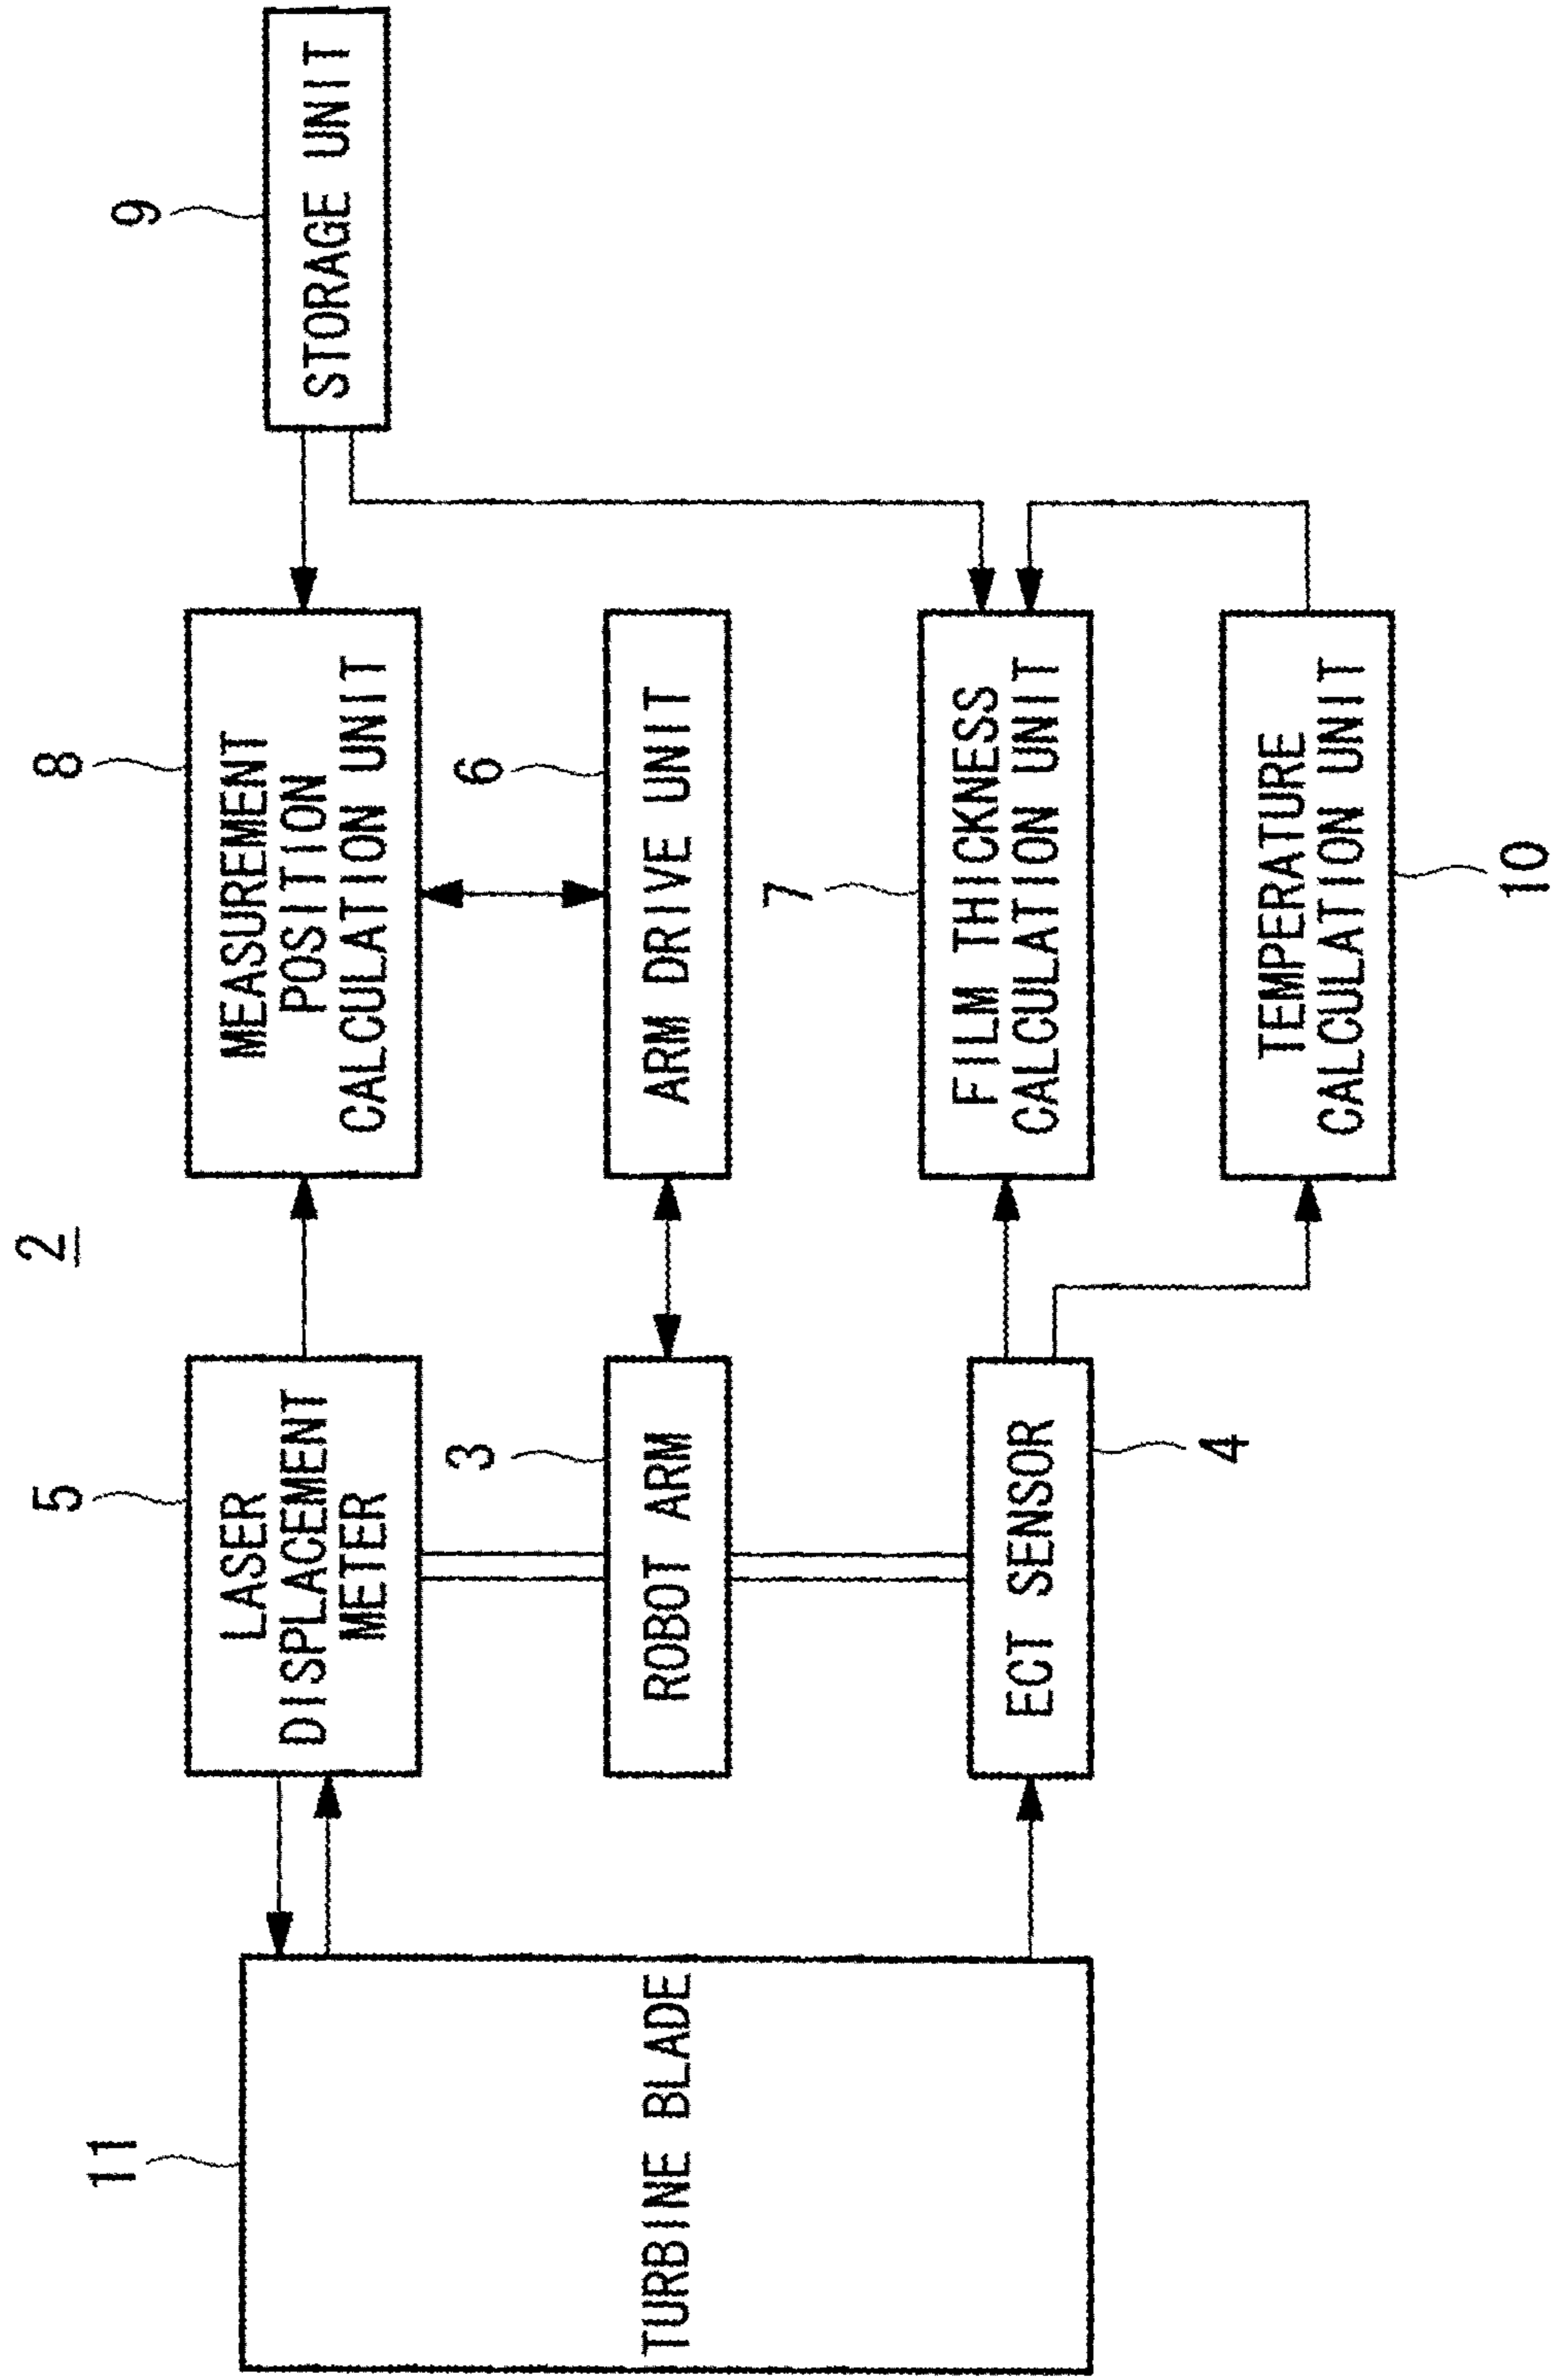 2
11
TURBINE BLADE
5
LASER
DISPLACEMENT
METER
3
ROBOT ARM
ECT SENSOR
4
8
MEASUREMENT
POSITION
CALCULATION UNIT
6
ARM DRIVE UNIT
7
FILM THICKNESS
CALCULATION UNIT
TEMPERATURE
CALCULATION UNIT
10
9
STORAGE UNIT